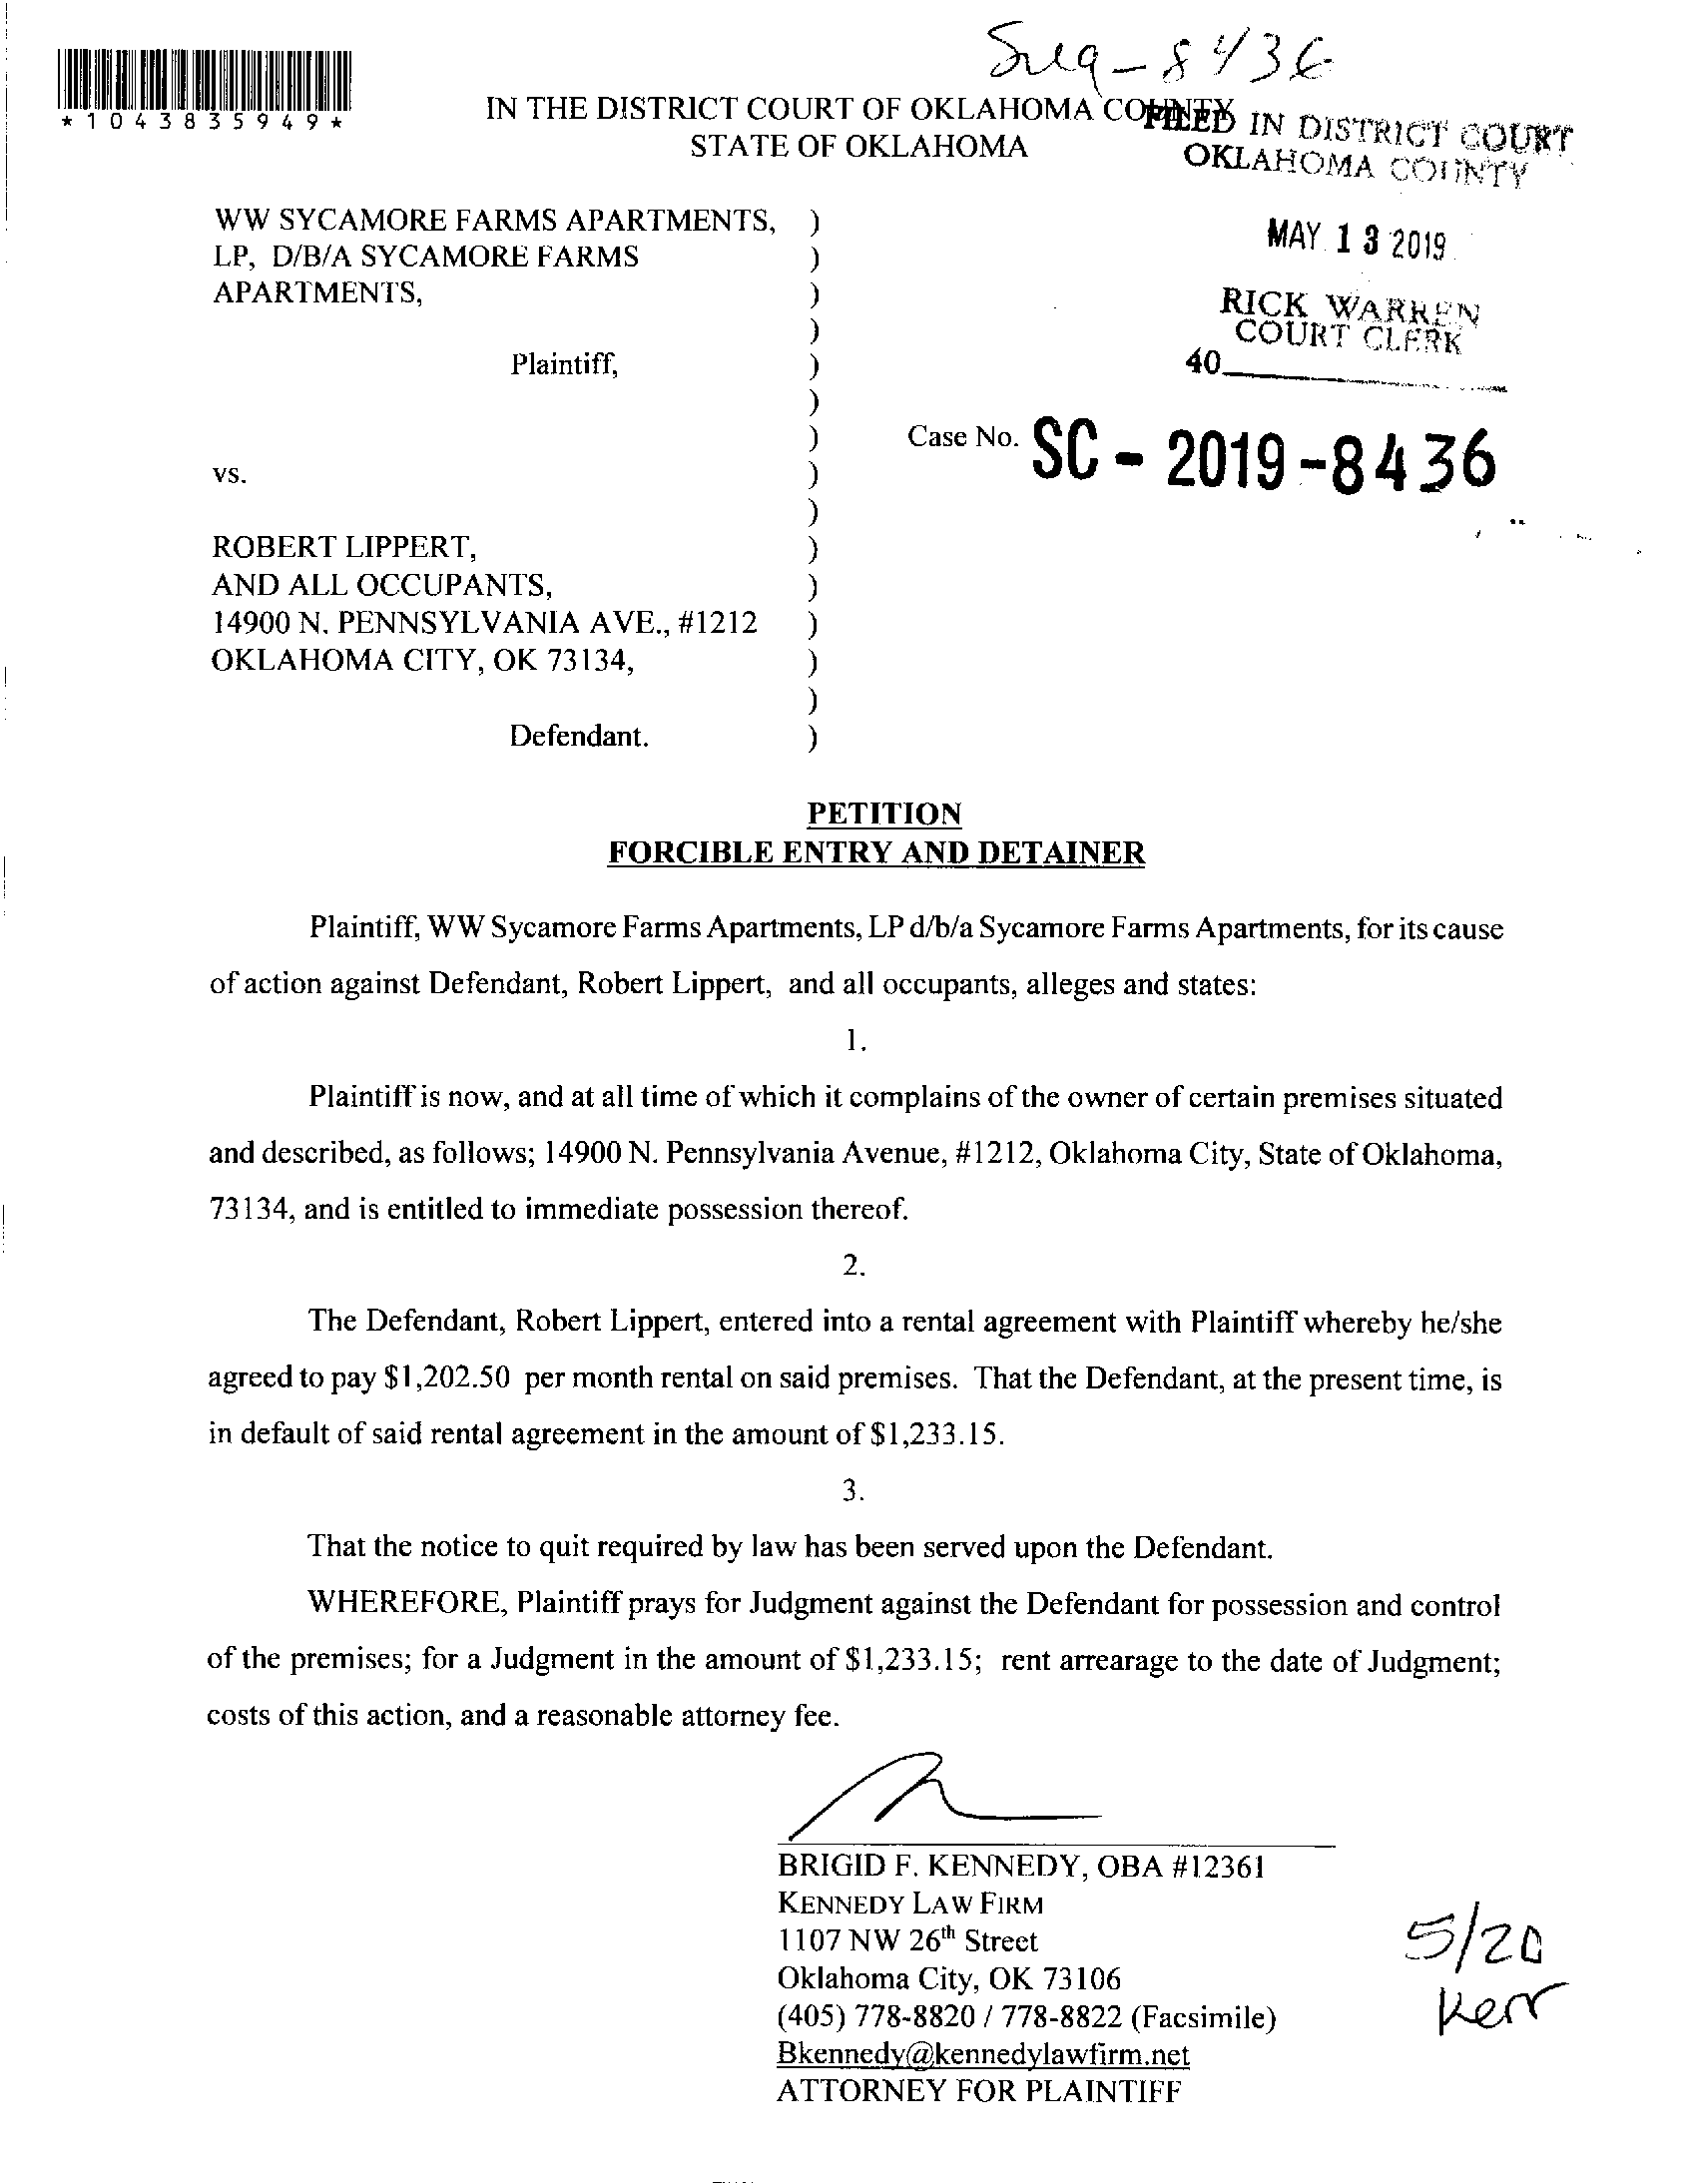 Sueq-8436
*1043835949*
IN THE DISTRICT COURT OF OKLAHOMA COUNTY
STATE OF OKLAHOMA
FILED IN DISTRICT COURT
OKLAHOMA COUNTY
MAY 13 2019
RICK WARREN
COURT CLERK
40
WW SYCAMORE FARMS APARTMENTS, )
LP, D/B/A SYCAMORE FARMS )
APARTMENTS, )
)
Plaintiff, )
)
) Case No. SC - 2019 - 8436
vs. )
)
ROBERT LIPPERT, )
AND ALL OCCUPANTS, )
14900 N. PENNSYLVANIA AVE., #1212 )
OKLAHOMA CITY, OK 73134, )
)
Defendant. )
PETITION
FORCIBLE ENTRY AND DETAINER
Plaintiff, WW Sycamore Farms Apartments, LP d/b/a Sycamore Farms Apartments, for its cause
of action against Defendant, Robert Lippert, and all occupants, alleges and states:
1.
Plaintiff is now, and at all time of which it complains of the owner of certain premises situated
and described, as follows; 14900 N. Pennsylvania Avenue, #1212, Oklahoma City, State of Oklahoma,
73134, and is entitled to immediate possession thereof.
2.
The Defendant, Robert Lippert, entered into a rental agreement with Plaintiff whereby he/she
agreed to pay $1,202.50 per month rental on said premises. That the Defendant, at the present time, is
in default of said rental agreement in the amount of $1,233.15.
3.
That the notice to quit required by law has been served upon the Defendant.
WHEREFORE, Plaintiff prays for Judgment against the Defendant for possession and control
of the premises; for a Judgment in the amount of $1,233.15; rent arrearage to the date of Judgment;
costs of this action, and a reasonable attorney fee.
BRIGID F. KENNEDY, OBA #12361
KENNEDY LAW FIRM
1107 NW 26th Street
Oklahoma City, OK 73106
(405) 778-8820 / 778-8822 (Facsimile)
Bkennedy@kennedylawfirm.net
ATTORNEY FOR PLAINTIFF
5/20
Kerr